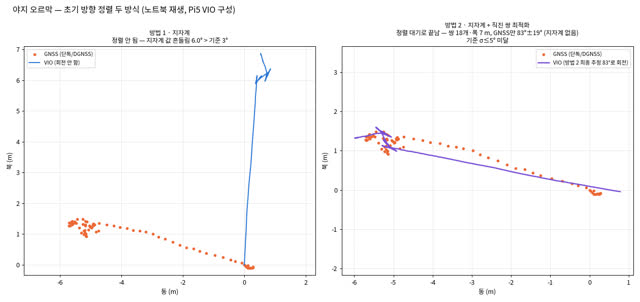 야지 오르막 — 초기 방향 정렬 두 방식 (노트북 재생, Pi5 VIO 구성)
방법 1 · 지자계
정렬 안 됨 — 지자계 값 흔들림 6.0° > 기준 3°
GNSS (단독/DGNSS)
VIO (회전 안 함)
북 (m)
7
6
5
4
3
2
1
0
-6
-4
-2
0
2
동 (m)
방법 2 · 지자계 + 직진 쌍 최적화
정렬 대기로 끝남 — 쌍 18개·폭 7 m, GNSS만 83°±19° (지자계 없음)
기준 σ≤5° 미달
GNSS (단독/DGNSS)
VIO (방법 2 최종 추정 83°로 회전)
북 (m)
3
2
1
0
-1
-2
-6
-5
-4
-3
-2
-1
0
1
동 (m)